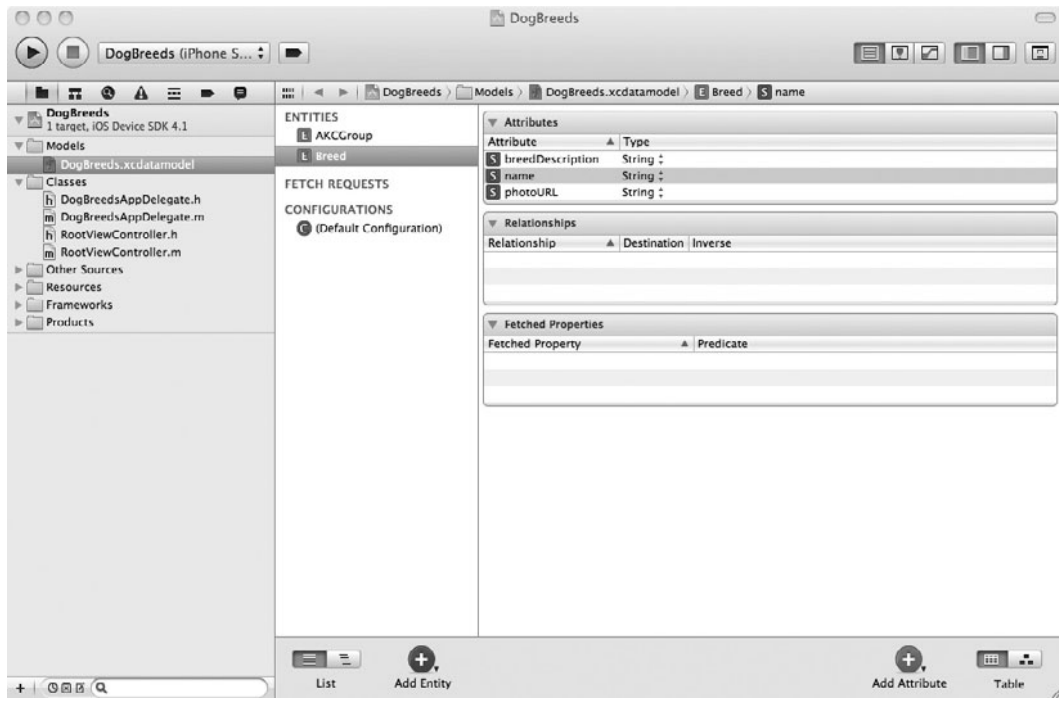 DogBreeds
DogBreeds (iPhone S...
DogBreeds
1 target, iOS Device SDK 4.1
Models
DogBreeds.xcdatamodel
Classes
h DogBreedsAppDelegate.h
m DogBreedsAppDelegate.m
h RootViewController.h
m RootViewController.m
Other Sources
Resources
Frameworks
Products
DogBreeds Models DogBreeds.xcdatamodel E Breed S name
ENTITIES
E AKCGroup
E Breed
FETCH REQUESTS
CONFIGURATIONS
C (Default Configuration)
Attributes
Attribute Type
S breedDescription String
S name String
S photoURL String
Relationships
Relationship Destination Inverse
Fetched Properties
Fetched Property Predicate
List Add Entity Add Attribute Table